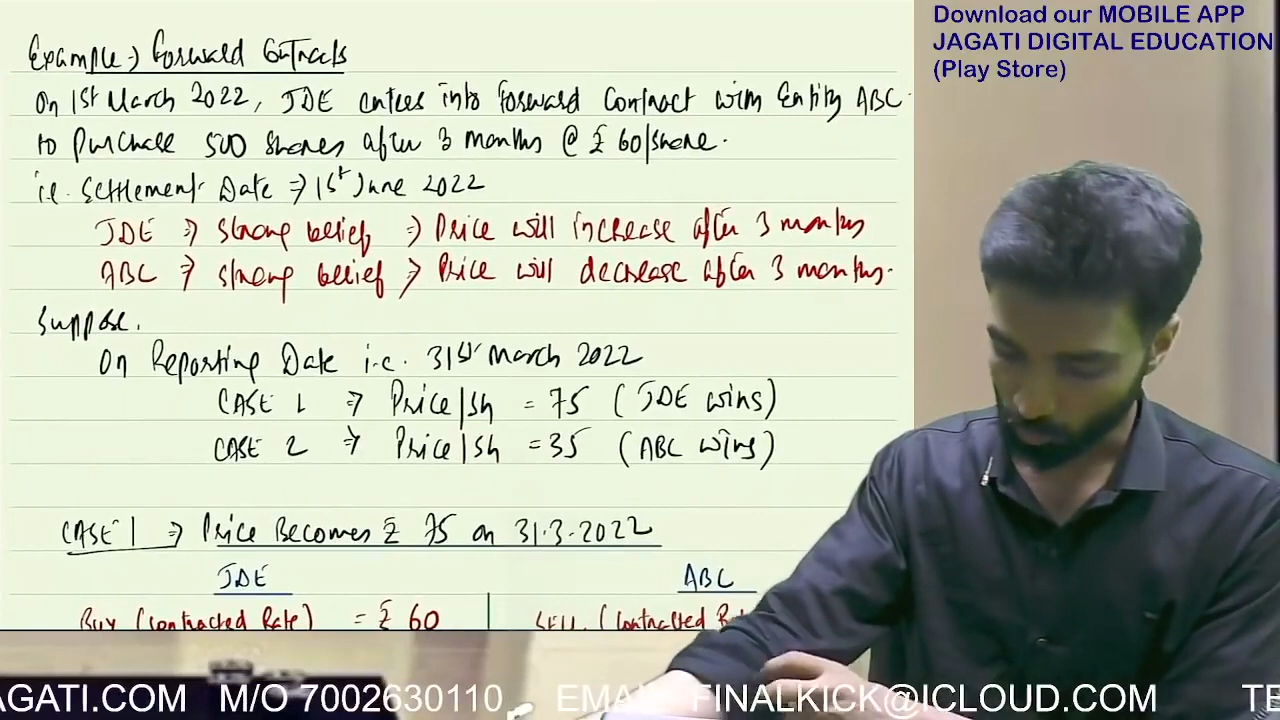 Download our MOBILE APP
JAGATI DIGITAL EDUCATION
(Play Store)
Example → Forward Contracts
On 1st March 2022, JDE enters into forward contract with Entity ABC.
to purchase 500 shares after 3 months @ ₹ 60/share.
i.e. Settlement Date ⇒ 1st June 2022
JDE ⇒ strong belief ⇒ Price will increase after 3 months
ABC ⇒ strong belief ⇒ Price will decrease after 3 months.
Suppose.
On Reporting Date i.e. 31st March 2022
CASE 1 ⇒ Price/Sh = 75 (JDE wins)
CASE 2 ⇒ Price/Sh = 35 (ABC wins)
CASE 1 ⇒ Price Becomes ₹ 75 on 31.3.2022
JDE ABC
Buy (Contracted Rate) = ₹ 60 SELL (Contracted
AGATI.COM M/O 7002630110 EMA FINALKICK@ICLOUD.COM TE